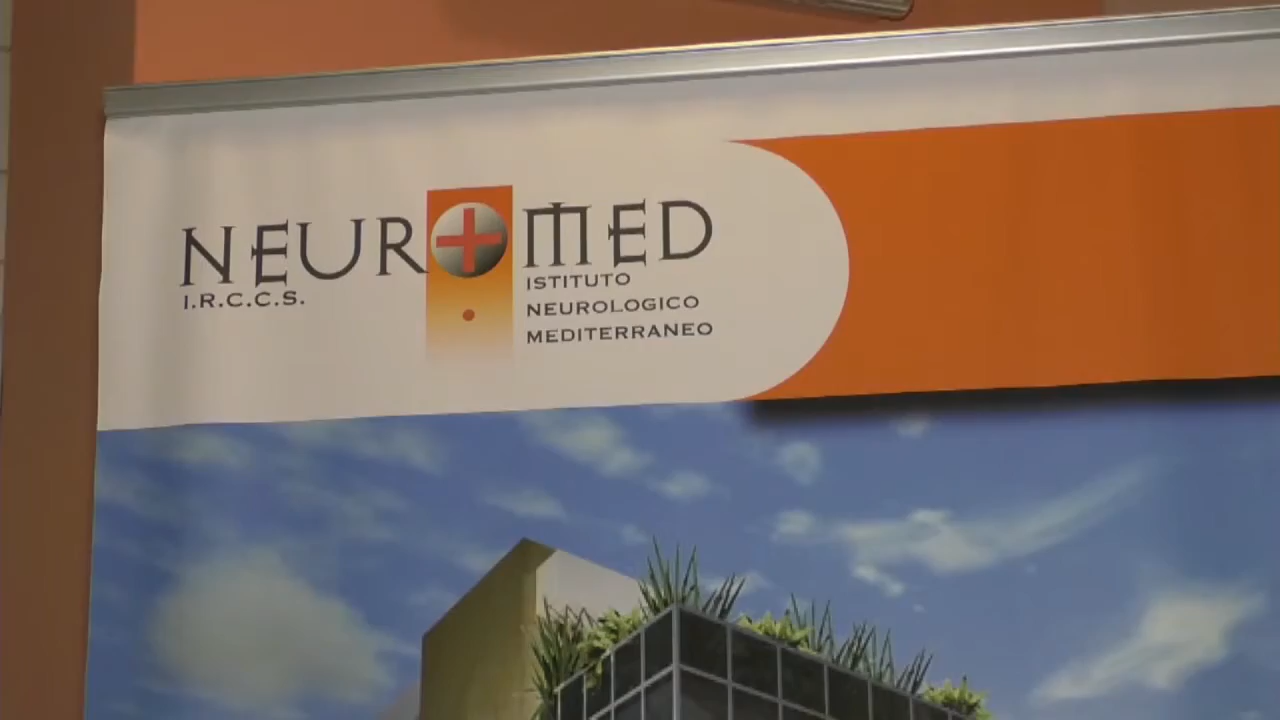 NEUROMED
I.R.C.C.S.
ISTITUTO
NEUROLOGICO
MEDITERRANEO